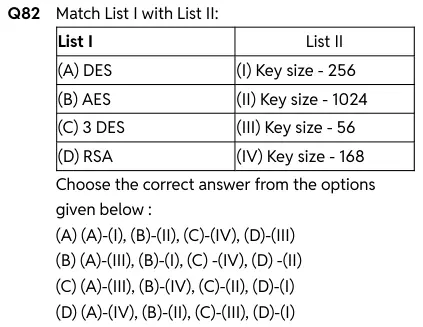 Q82 Match List I with List II:
List I List II
(A) DES (I) Key size - 256
(B) AES (II) Key size - 1024
(C) 3 DES (III) Key size - 56
(D) RSA (IV) Key size - 168
Choose the correct answer from the options
given below :
(A) (A)-(I), (B)-(II), (C)-(IV), (D)-(III)
(B) (A)-(III), (B)-(I), (C) -(IV), (D) -(II)
(C) (A)-(III), (B)-(IV), (C)-(II), (D)-(I)
(D) (A)-(IV), (B)-(II), (C)-(III), (D)-(I)